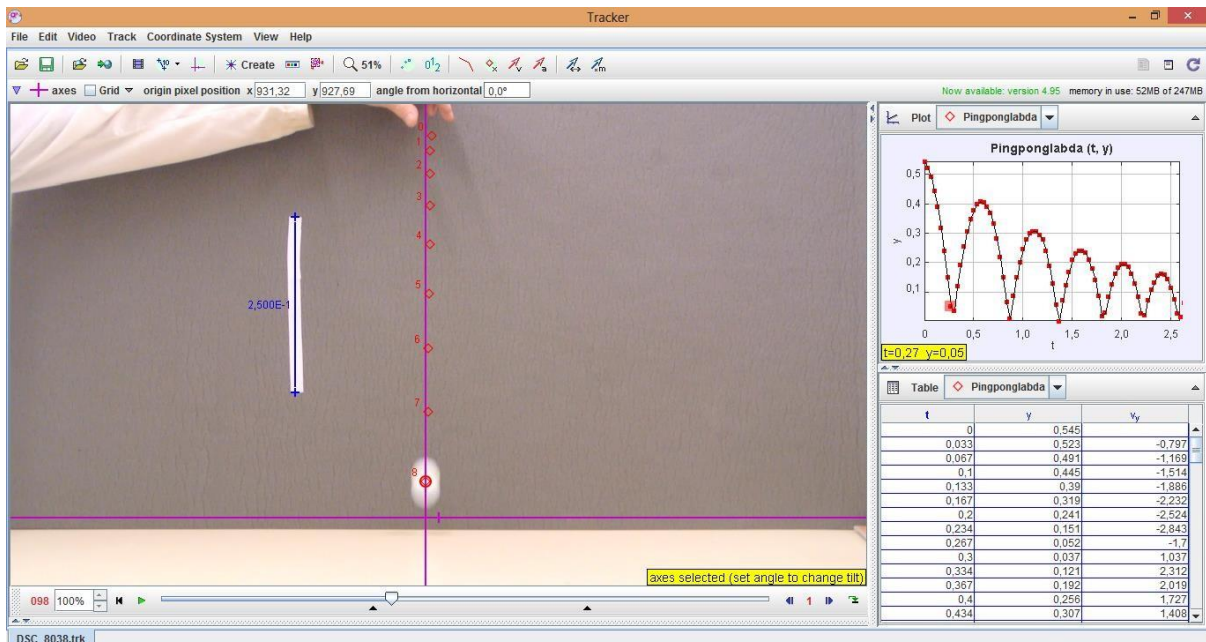 Tracker
File Edit Video Track Coordinate System View Help
Create 51%
axes Grid origin pixel position x 931,32 y 927,69 angle from horizontal 0,0º Now available: version 4.95 memory in use: 52MB of 247MB
0
1
2
3
4
5
6
7
8
2,500E-1
axes selected (set angle to change tilt)
098 100% 1
DSC_8038.trk
Plot Pingponglabda
Pingponglabda (t, y)
0,5
0,4
0,3
0,2
0,1
y
0 0,5 1,0 1,5 2,0 2,5
t
t=0,27 y=0,05
Table Pingponglabda
t y vy
0 0,545
0,033 0,523 -0,797
0,067 0,491 -1,169
0,1 0,445 -1,514
0,133 0,39 -1,886
0,167 0,319 -2,232
0,2 0,241 -2,524
0,234 0,151 -2,843
0,267 0,052 -1,7
0,3 0,037 1,037
0,334 0,121 2,312
0,367 0,192 2,019
0,4 0,256 1,727
0,434 0,307 1,408